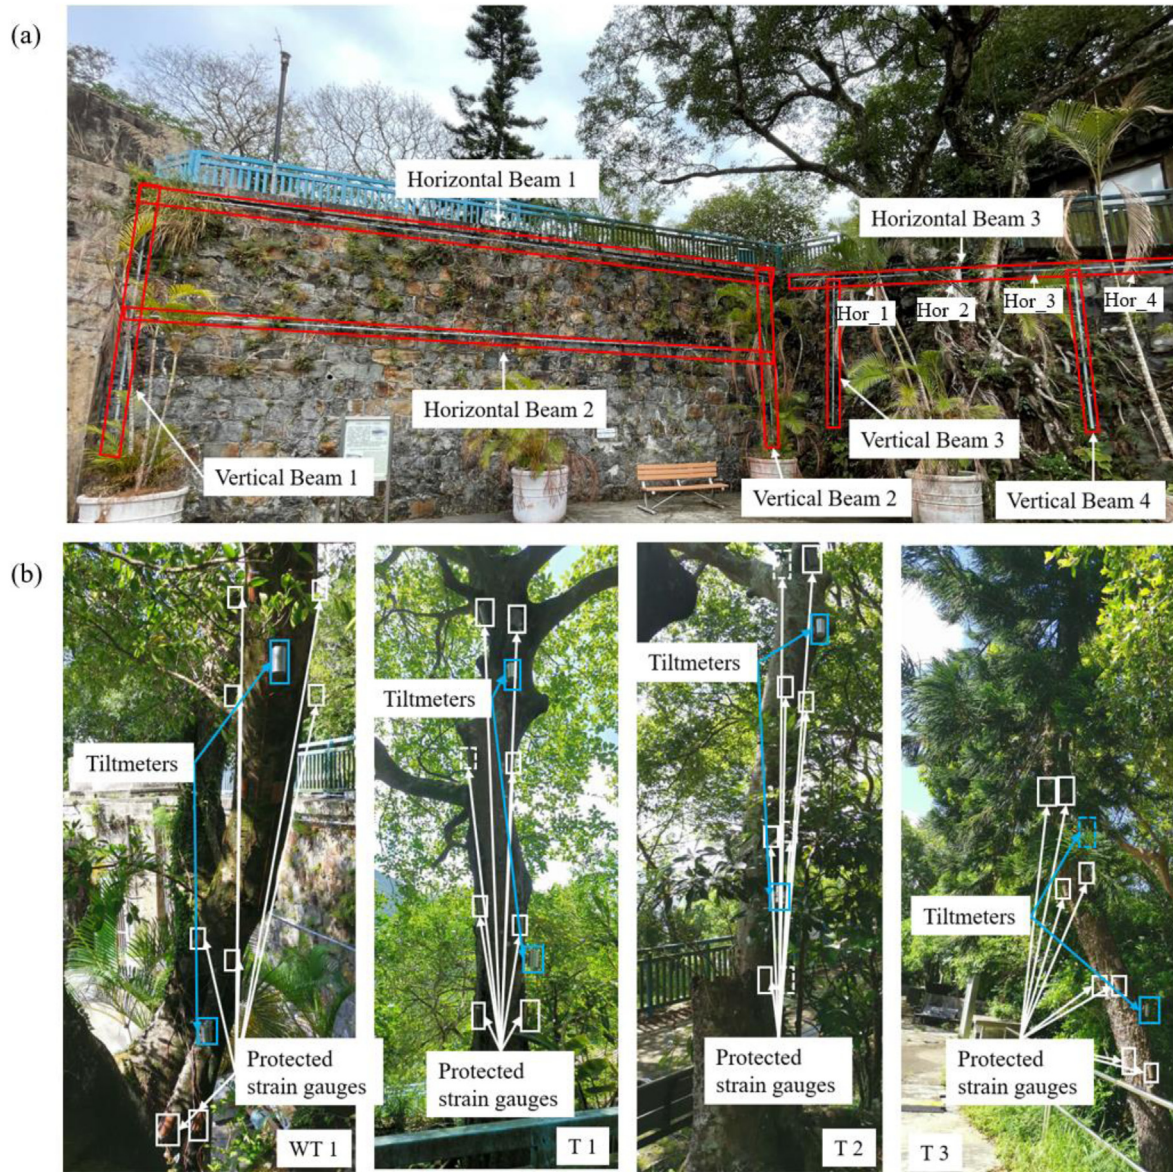 (a)
Horizontal Beam 1
Horizontal Beam 3
Hor_1
Hor_2
Hor_3
Hor_4
Horizontal Beam 2
Vertical Beam 3
Vertical Beam 1
Vertical Beam 2
Vertical Beam 4
(b)
Tiltmeters
Protected
strain gauges
WT 1
Tiltmeters
Protected
strain gauges
T 1
Tiltmeters
Protected
strain gauges
T 2
Tiltmeters
Protected
strain gauges
T 3